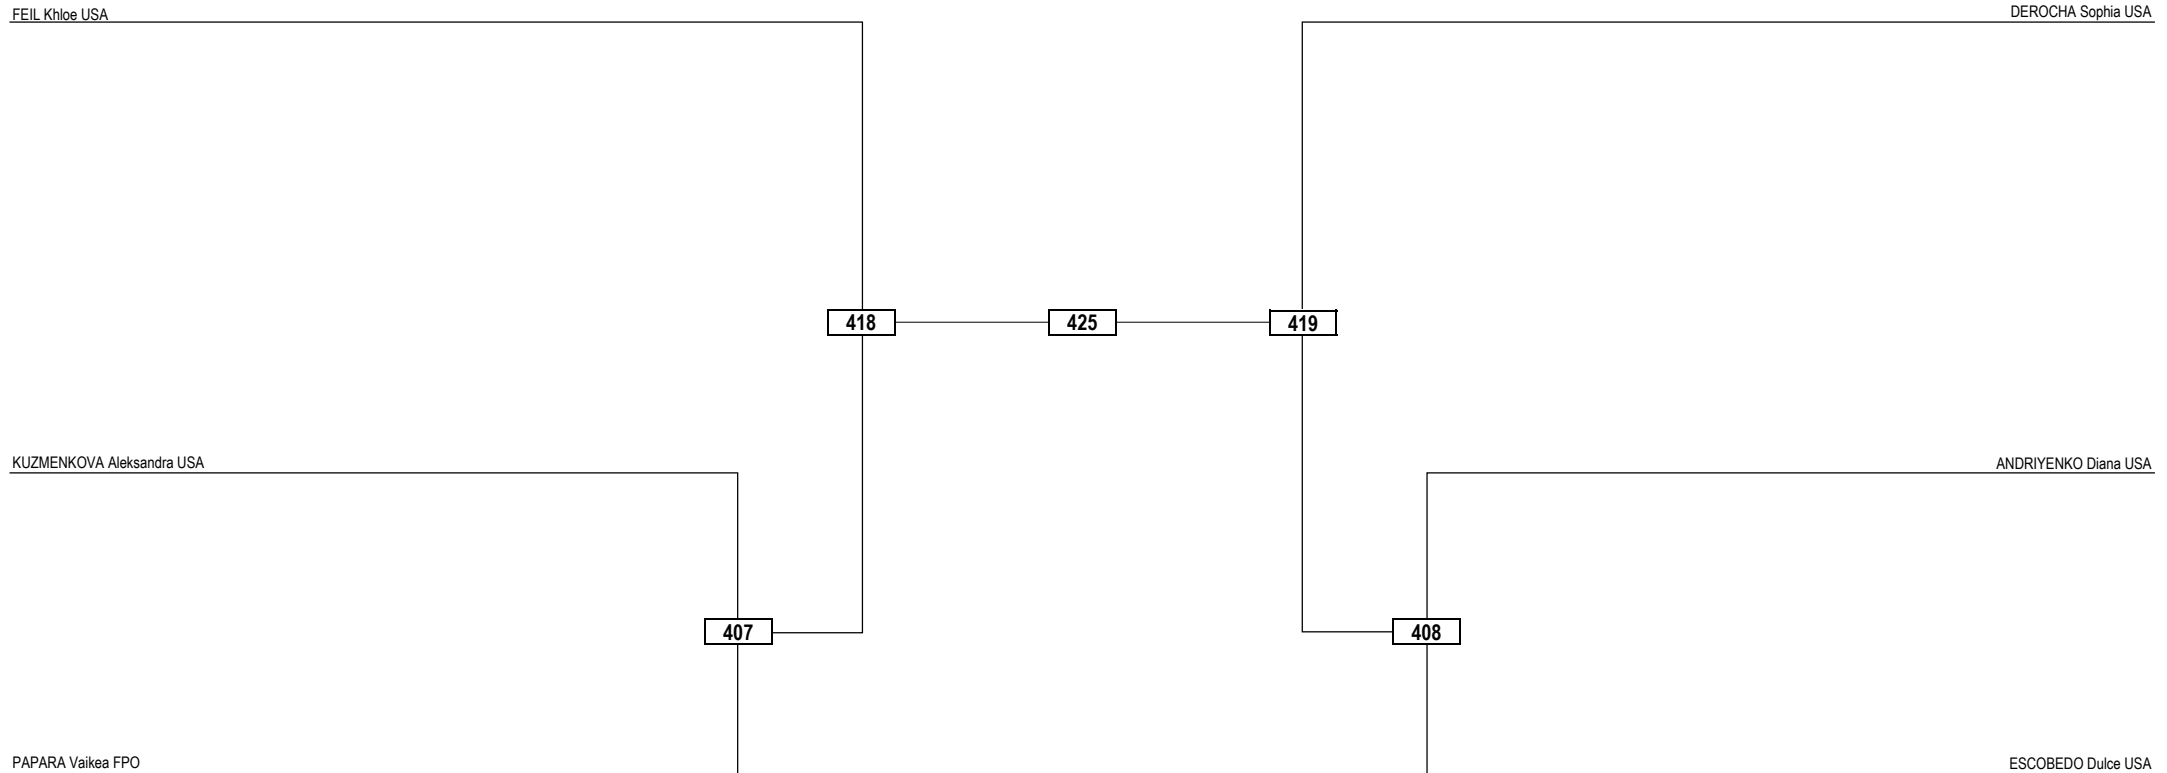 FEIL Khloe USA
DEROCHA Sophia USA
418
425
419
KUZMENKOVA Aleksandra USA
ANDRIYENKO Diana USA
407
408
PAPARA Vaikea FPO
ESCOBEDO Dulce USA